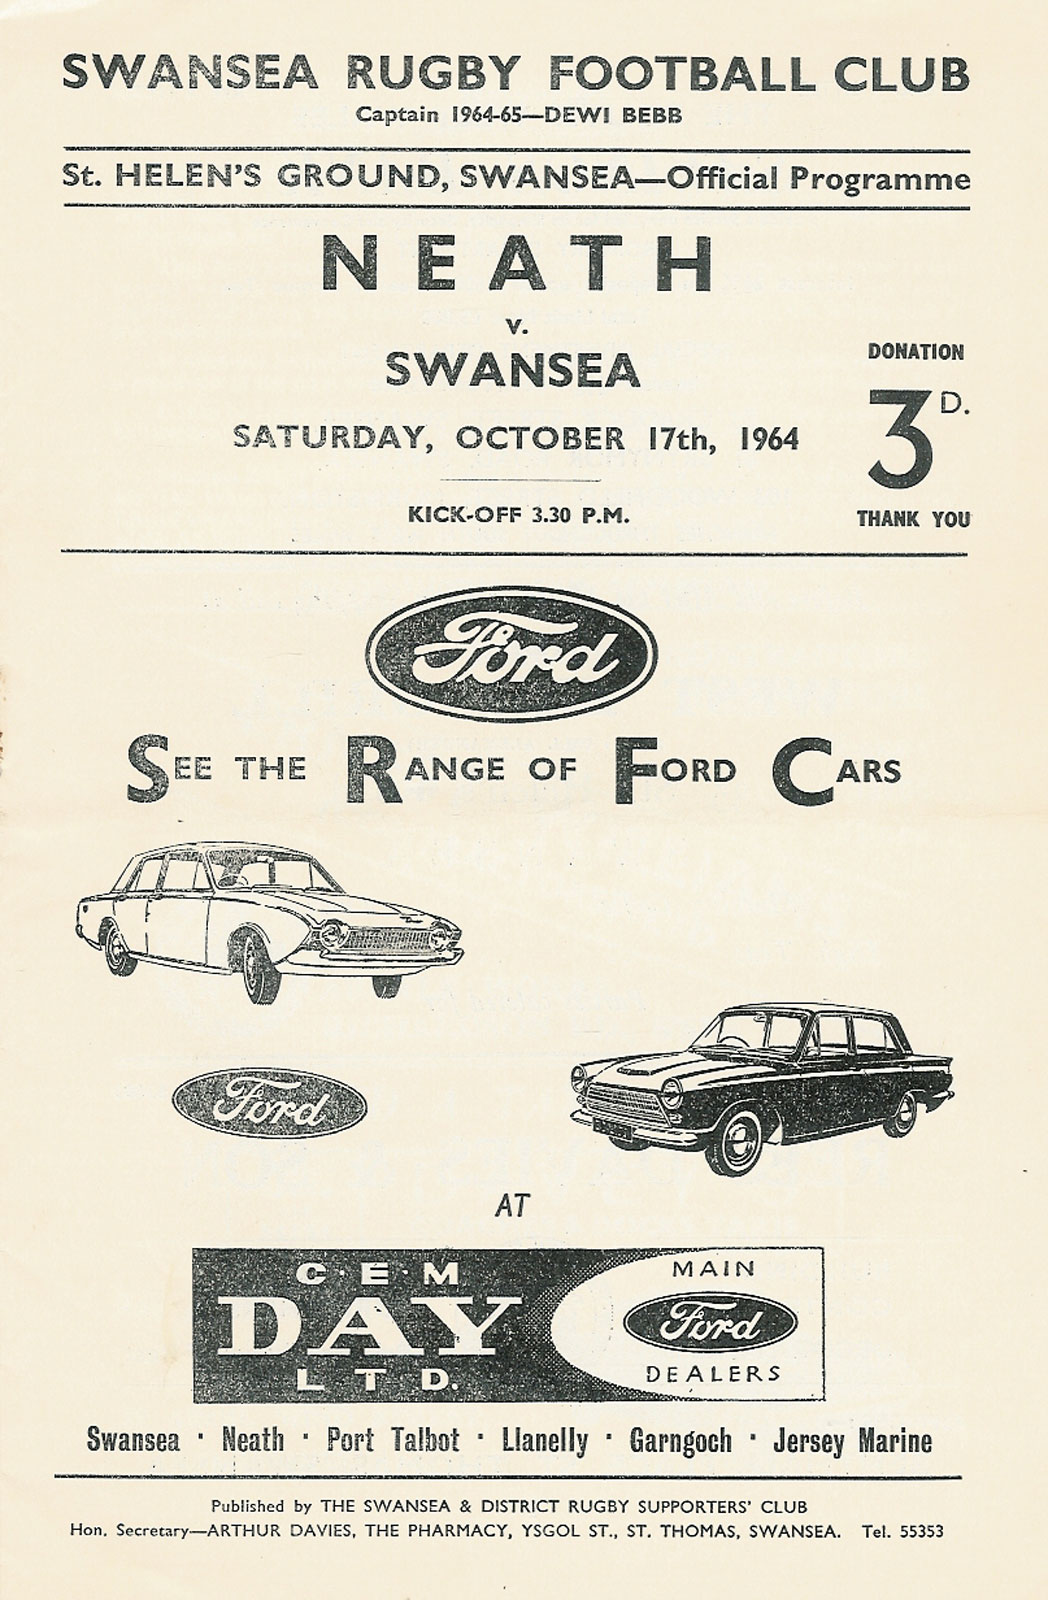 SWANSEA RUGBY FOOTBALL CLUB
Captain 1964-65—DEWI BEBB
St. HELEN'S GROUND, SWANSEA—Official Programme
NEATH
v.
SWANSEA
SATURDAY, OCTOBER 17th, 1964
KICK-OFF 3.30 P.M.
DONATION
3D.
THANK YOU
Ford
SEE THE RANGE OF FORD CARS
Ford
AT
C·E·M
DAY
LTD.
MAIN
Ford
DEALERS
Swansea · Neath · Port Talbot · Llanelly · Garngoch · Jersey Marine
Published by THE SWANSEA & DISTRICT RUGBY SUPPORTERS' CLUB
Hon. Secretary—ARTHUR DAVIES, THE PHARMACY, YSGOL ST., ST. THOMAS, SWANSEA. Tel. 55353